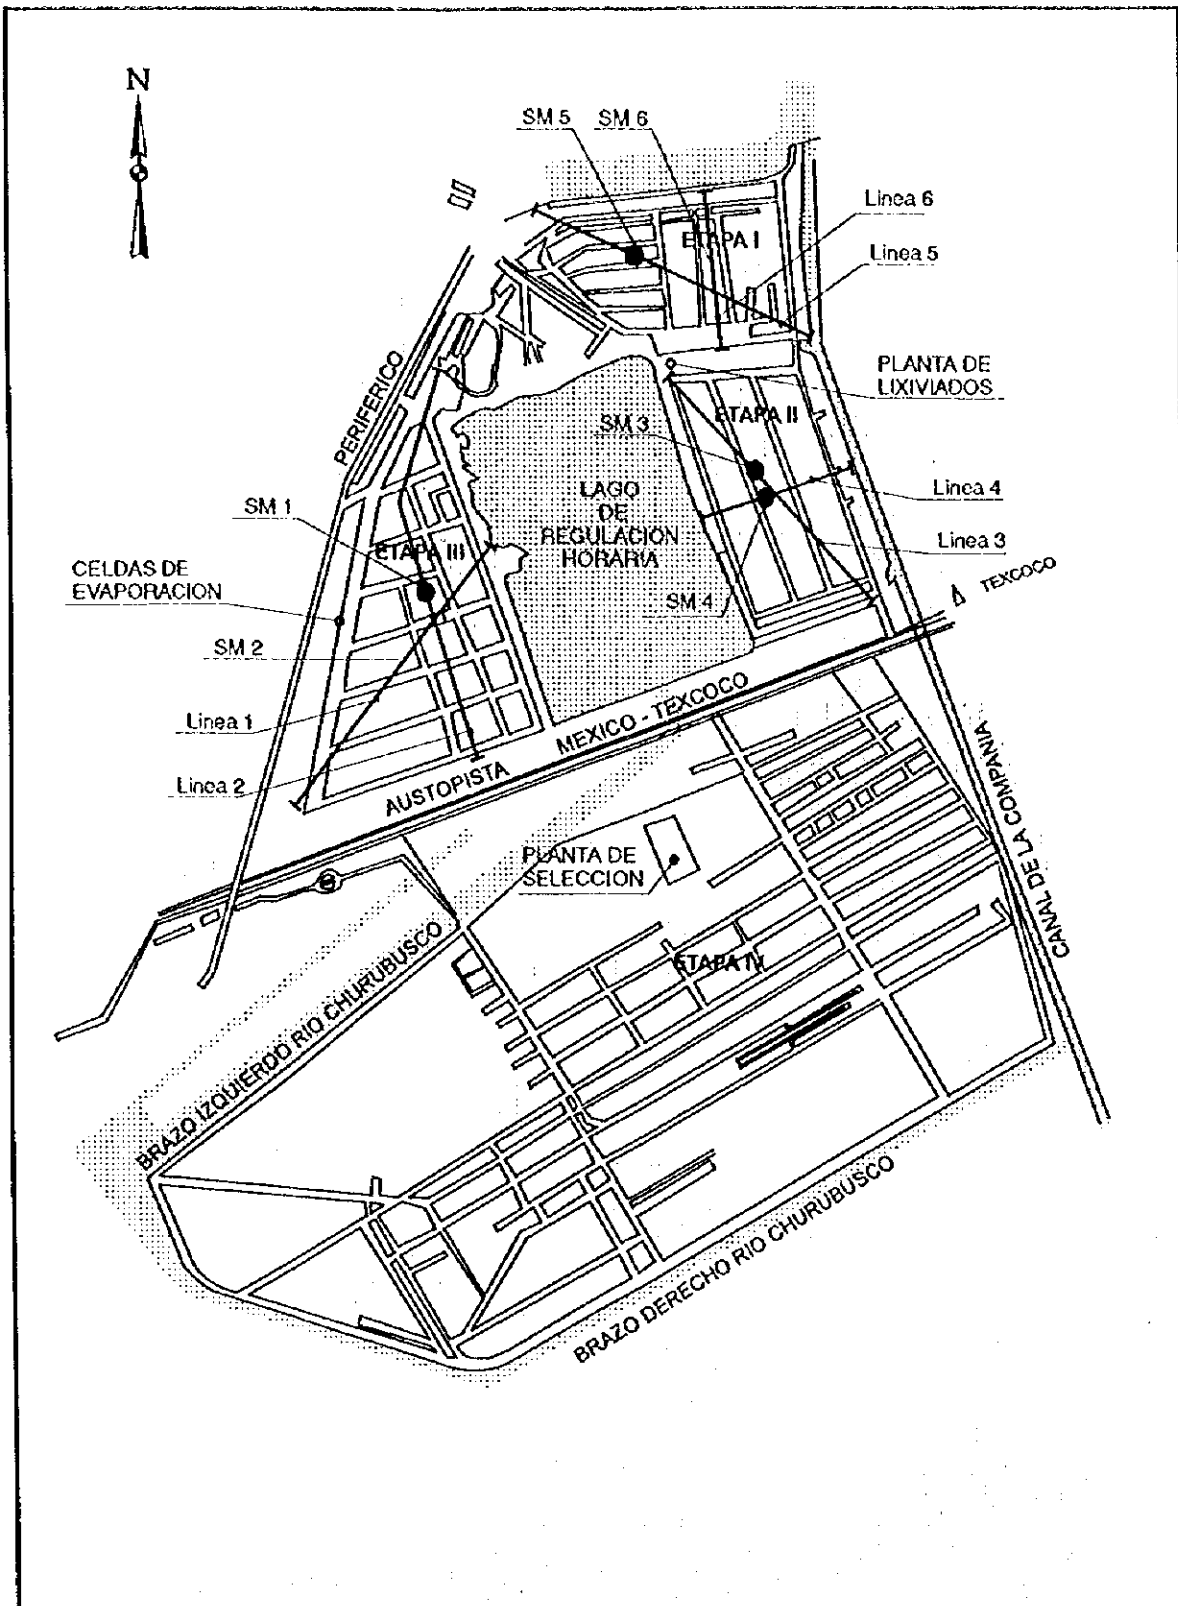 N
SM 5
SM 6
Linea 6
ETAPA I
Linea 5
PERIFERICO
PLANTA DE
LIXIVIADOS
ETAPA II
SM 3
LAGO
DE
REGULACION
HORARIA
Linea 4
SM 1
ETAPA III
Linea 3
CELDAS DE
EVAPORACION
A TEXCOCO
SM 4
SM 2
Linea 1
MEXICO - TEXCOCO
Linea 2
AUSTOPISTA
CANAL DE LA COMPANIA
PLANTA DE
SELECCION
ETAPA IV
BRAZO IZQUIERDO RIO CHURUBUSCO
BRAZO DERECHO RIO CHURUBUSCO